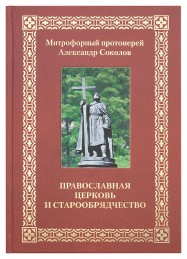 Митрофорный протоиерей
Александр Соколов
ПРАВОСЛАВНАЯ
ЦЕРКОВЬ
И СТАРООБРЯДЧЕСТВО